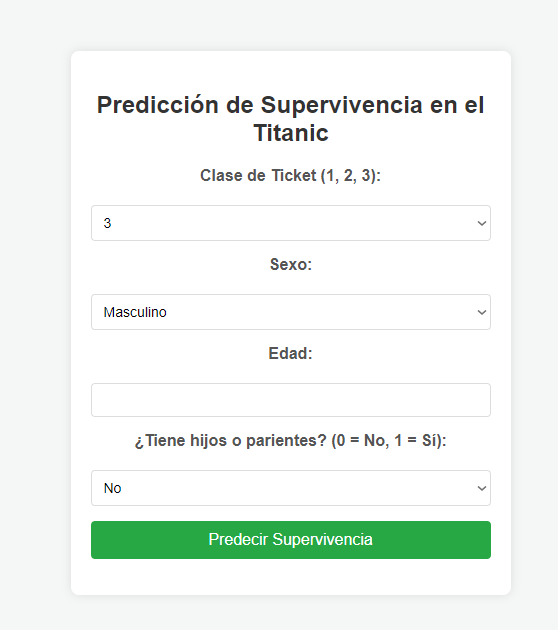 Predicción de Supervivencia en el
Titanic
Clase de Ticket (1, 2, 3):
3
Sexo:
Masculino
Edad:
¿Tiene hijos o parientes? (0 = No, 1 = Sí):
No
Predecir Supervivencia